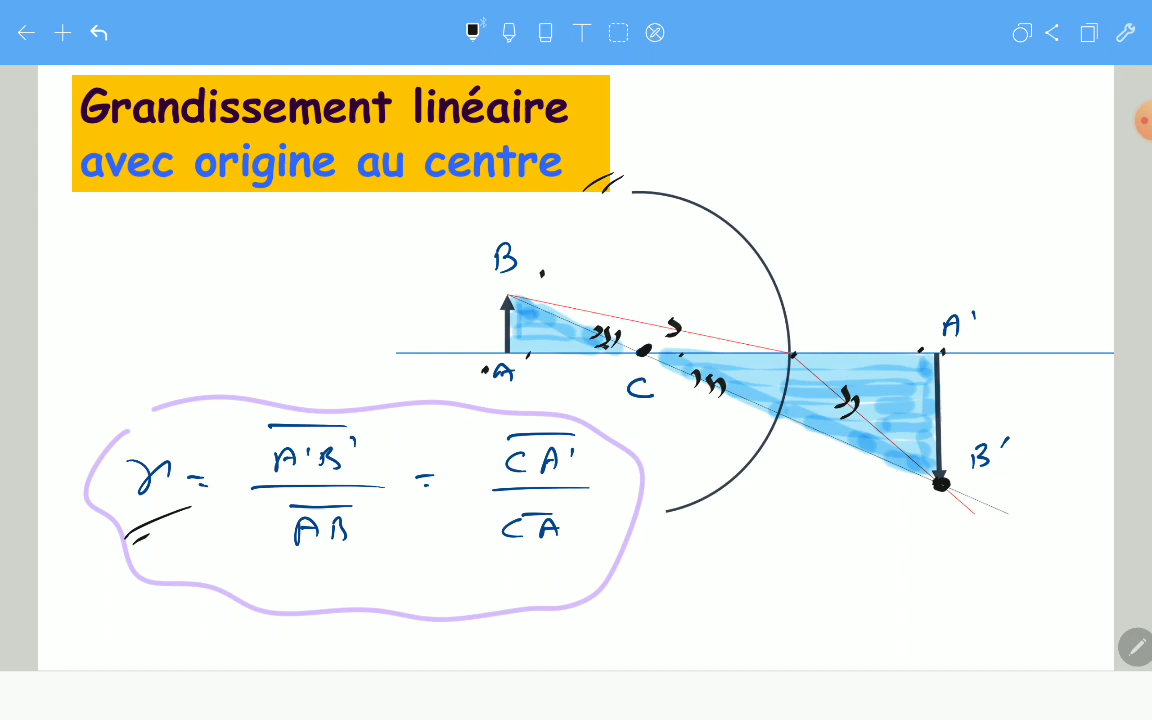 Grandissement linéaire
avec origine au centre
B
A'
A
C
B'
γ = A'B' / AB = CA' / CA